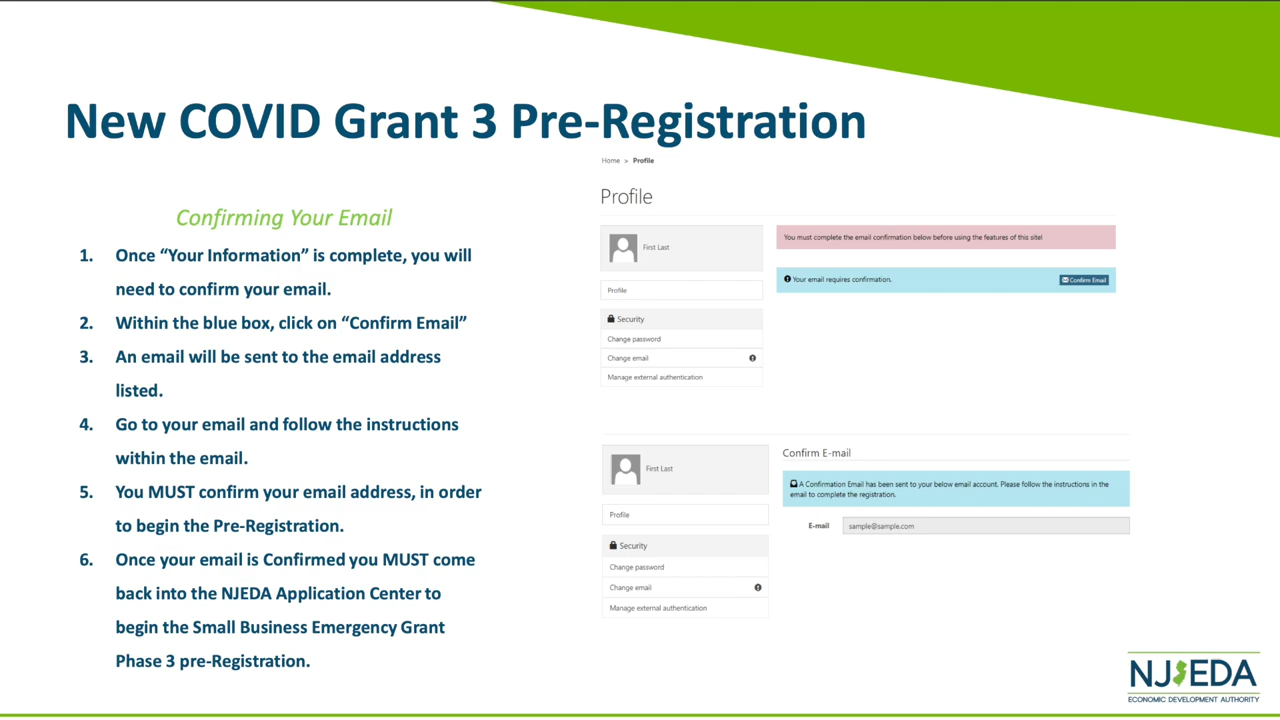 New COVID Grant 3 Pre-Registration
Confirming Your Email
1. Once “Your Information” is complete, you will
need to confirm your email.
2. Within the blue box, click on “Confirm Email”
3. An email will be sent to the email address
listed.
4. Go to your email and follow the instructions
within the email.
5. You MUST confirm your email address, in order
to begin the Pre-Registration.
6. Once your email is Confirmed you MUST come
back into the NJEDA Application Center to
begin the Small Business Emergency Grant
Phase 3 pre-Registration.
Home > Profile
Profile
First Last
Profile
Security
Change password
Change email
Manage external authentication
You must complete the email confirmation below before using the features of this site!
Your email requires confirmation.
Confirm Email
First Last
Profile
Security
Change password
Change email
Manage external authentication
Confirm E-mail
A Confirmation Email has been sent to your below email account. Please follow the instructions in the
email to complete the registration.
E-mail sample@sample.com
NJEDA
ECONOMIC DEVELOPMENT AUTHORITY